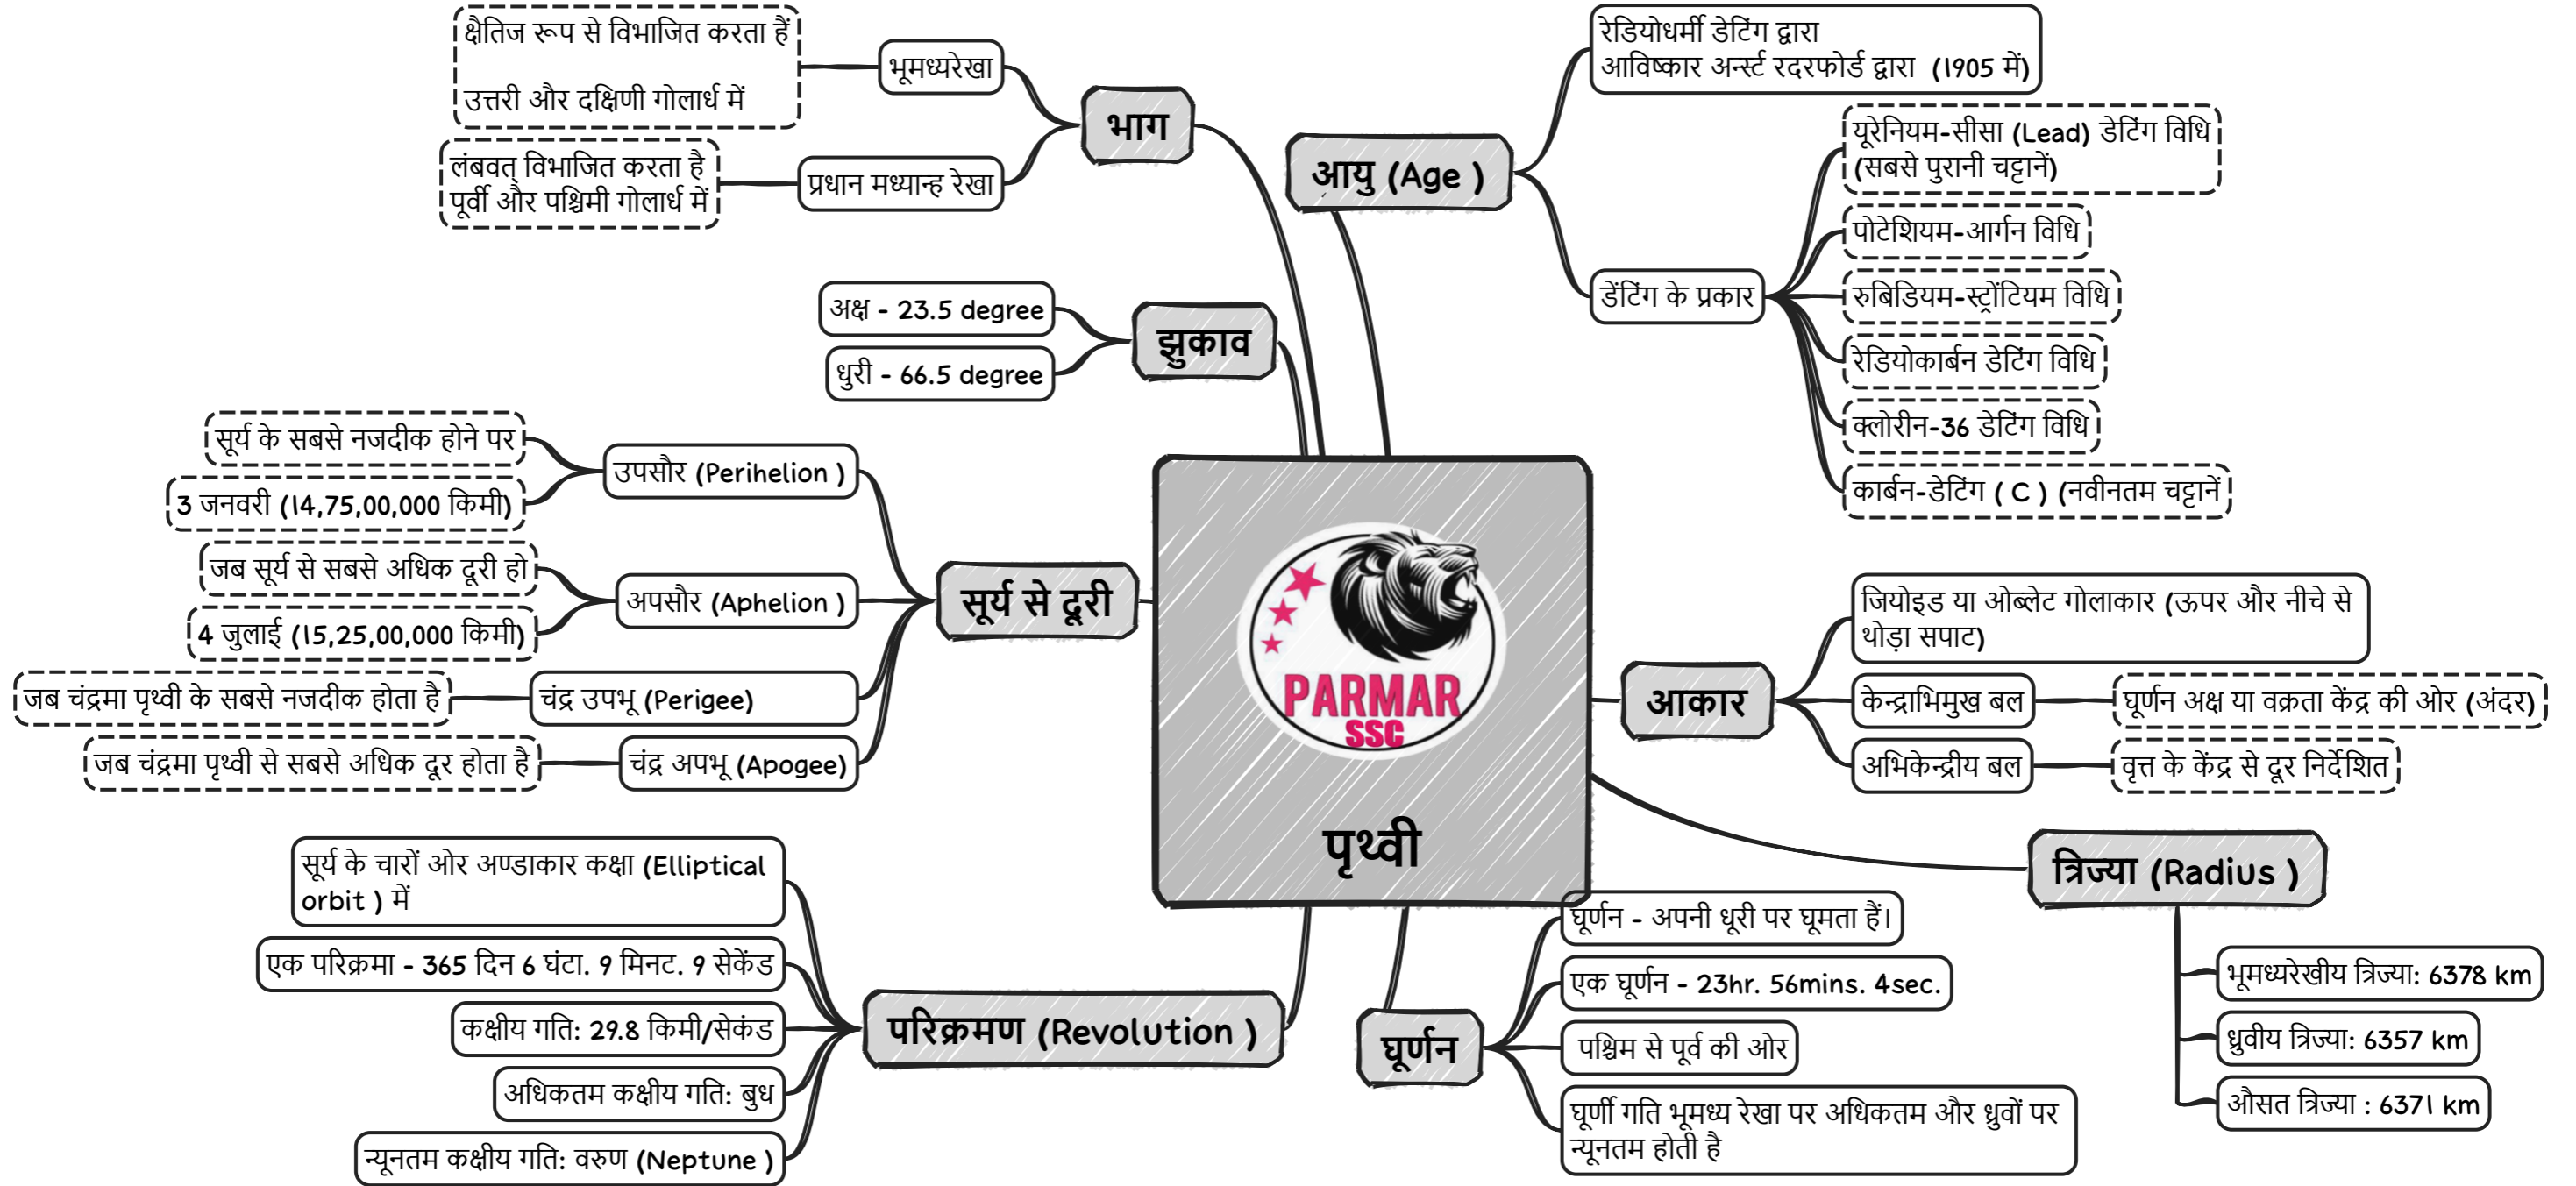 क्षैतिज रूप से विभाजित करता हैं
उत्तरी और दक्षिणी गोलार्ध में
भूमध्यरेखा
लंबवत् विभाजित करता है
पूर्वी और पश्चिमी गोलार्ध में
प्रधान मध्यान्ह रेखा
भाग
अक्ष - 23.5 degree
धुरी - 66.5 degree
झुकाव
सूर्य के सबसे नजदीक होने पर
3 जनवरी (14,75,00,000 किमी)
उपसौर (Perihelion )
जब सूर्य से सबसे अधिक दूरी हो
4 जुलाई (15,25,00,000 किमी)
अपसौर (Aphelion )
जब चंद्रमा पृथ्वी के सबसे नजदीक होता है
चंद्र उपभू (Perigee)
जब चंद्रमा पृथ्वी से सबसे अधिक दूर होता है
चंद्र अपभू (Apogee)
सूर्य से दूरी
सूर्य के चारों ओर अण्डाकार कक्षा (Elliptical
orbit ) में
एक परिक्रमा - 365 दिन 6 घंटा. 9 मिनट. 9 सेकेंड
कक्षीय गति: 29.8 किमी/सेकंड
अधिकतम कक्षीय गति: बुध
न्यूनतम कक्षीय गति: वरुण (Neptune )
परिक्रमण (Revolution )
PARMAR
SSC
पृथ्वी
आयु (Age )
रेडियोधर्मी डेटिंग द्वारा
आविष्कार अर्न्स्ट रदरफोर्ड द्वारा (1905 में)
डेंटिंग के प्रकार
यूरेनियम-सीसा (Lead) डेटिंग विधि
(सबसे पुरानी चट्टानें)
पोटेशियम-आर्गन विधि
रुबिडियम-स्ट्रोंटियम विधि
रेडियोकार्बन डेटिंग विधि
क्लोरीन-36 डेटिंग विधि
कार्बन-डेटिंग ( C ) (नवीनतम चट्टानें
आकार
जियोइड या ओब्लेट गोलाकार (ऊपर और नीचे से
थोड़ा सपाट)
केन्द्राभिमुख बल
घूर्णन अक्ष या वक्रता केंद्र की ओर (अंदर)
अभिकेन्द्रीय बल
वृत्त के केंद्र से दूर निर्देशित
त्रिज्या (Radius )
भूमध्यरेखीय त्रिज्या: 6378 km
ध्रुवीय त्रिज्या: 6357 km
औसत त्रिज्या : 6371 km
घूर्णन
घूर्णन - अपनी धूरी पर घूमता हैं।
एक घूर्णन - 23hr. 56mins. 4sec.
पश्चिम से पूर्व की ओर
घूर्णी गति भूमध्य रेखा पर अधिकतम और ध्रुवों पर
न्यूनतम होती है